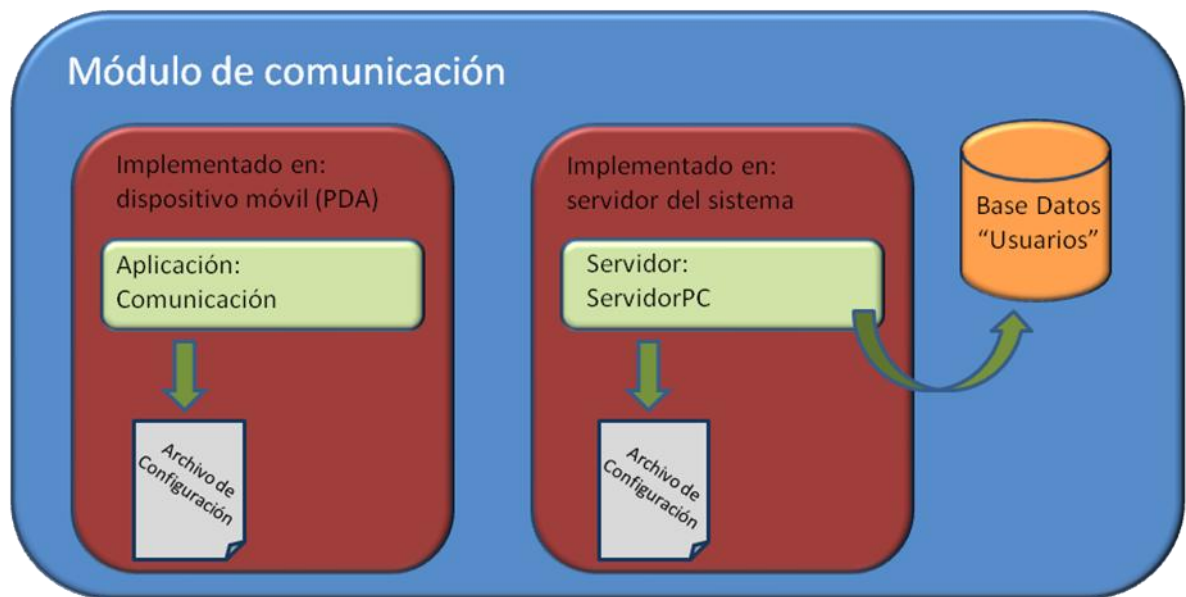 Módulo de comunicación
Implementado en:
dispositivo móvil (PDA)
Aplicación:
Comunicación
Archivo de
Configuración
Implementado en:
servidor del sistema
Servidor:
ServidorPC
Archivo de
Configuración
Base Datos
“Usuarios”